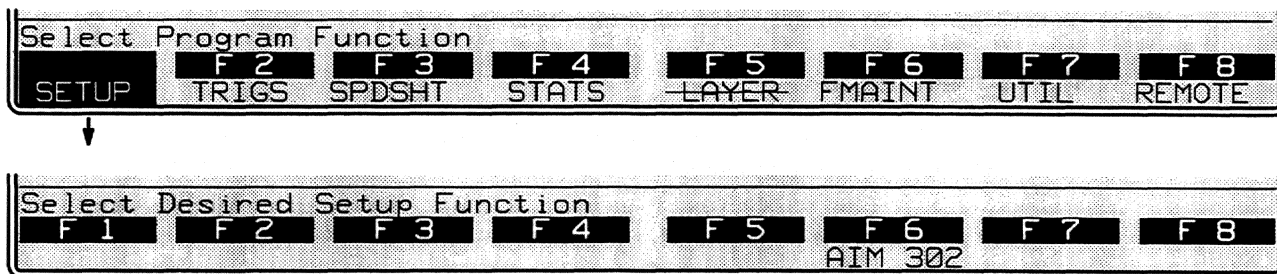 Select Program Function
F 2 F 3 F 4 F 5 F 6 F 7 F 8
SETUP TRIGS SPDSHT STATS LAYER FMAINT UTIL REMOTE
Select Desired Setup Function
F 1 F 2 F 3 F 4 F 5 F 6 F 7 F 8
AIM 302